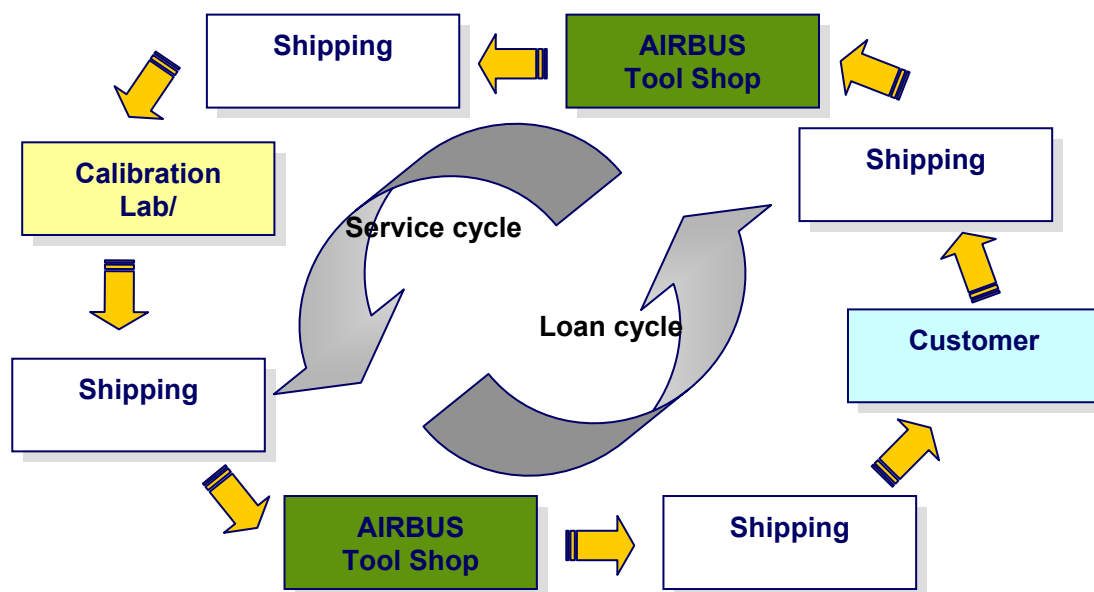 Shipping
AIRBUS
Tool Shop
Shipping
Calibration
Lab/
Service cycle
Loan cycle
Customer
Shipping
AIRBUS
Tool Shop
Shipping